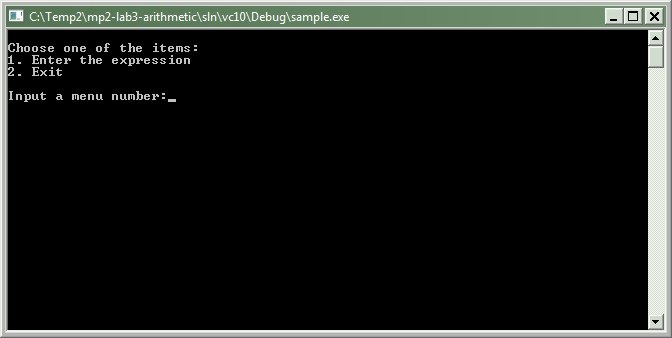 C:\Temp2\mp2-lab3-arithmetic\sln\vc10\Debug\sample.exe
Choose one of the items:
1. Enter the expression
2. Exit
Input a menu number:_